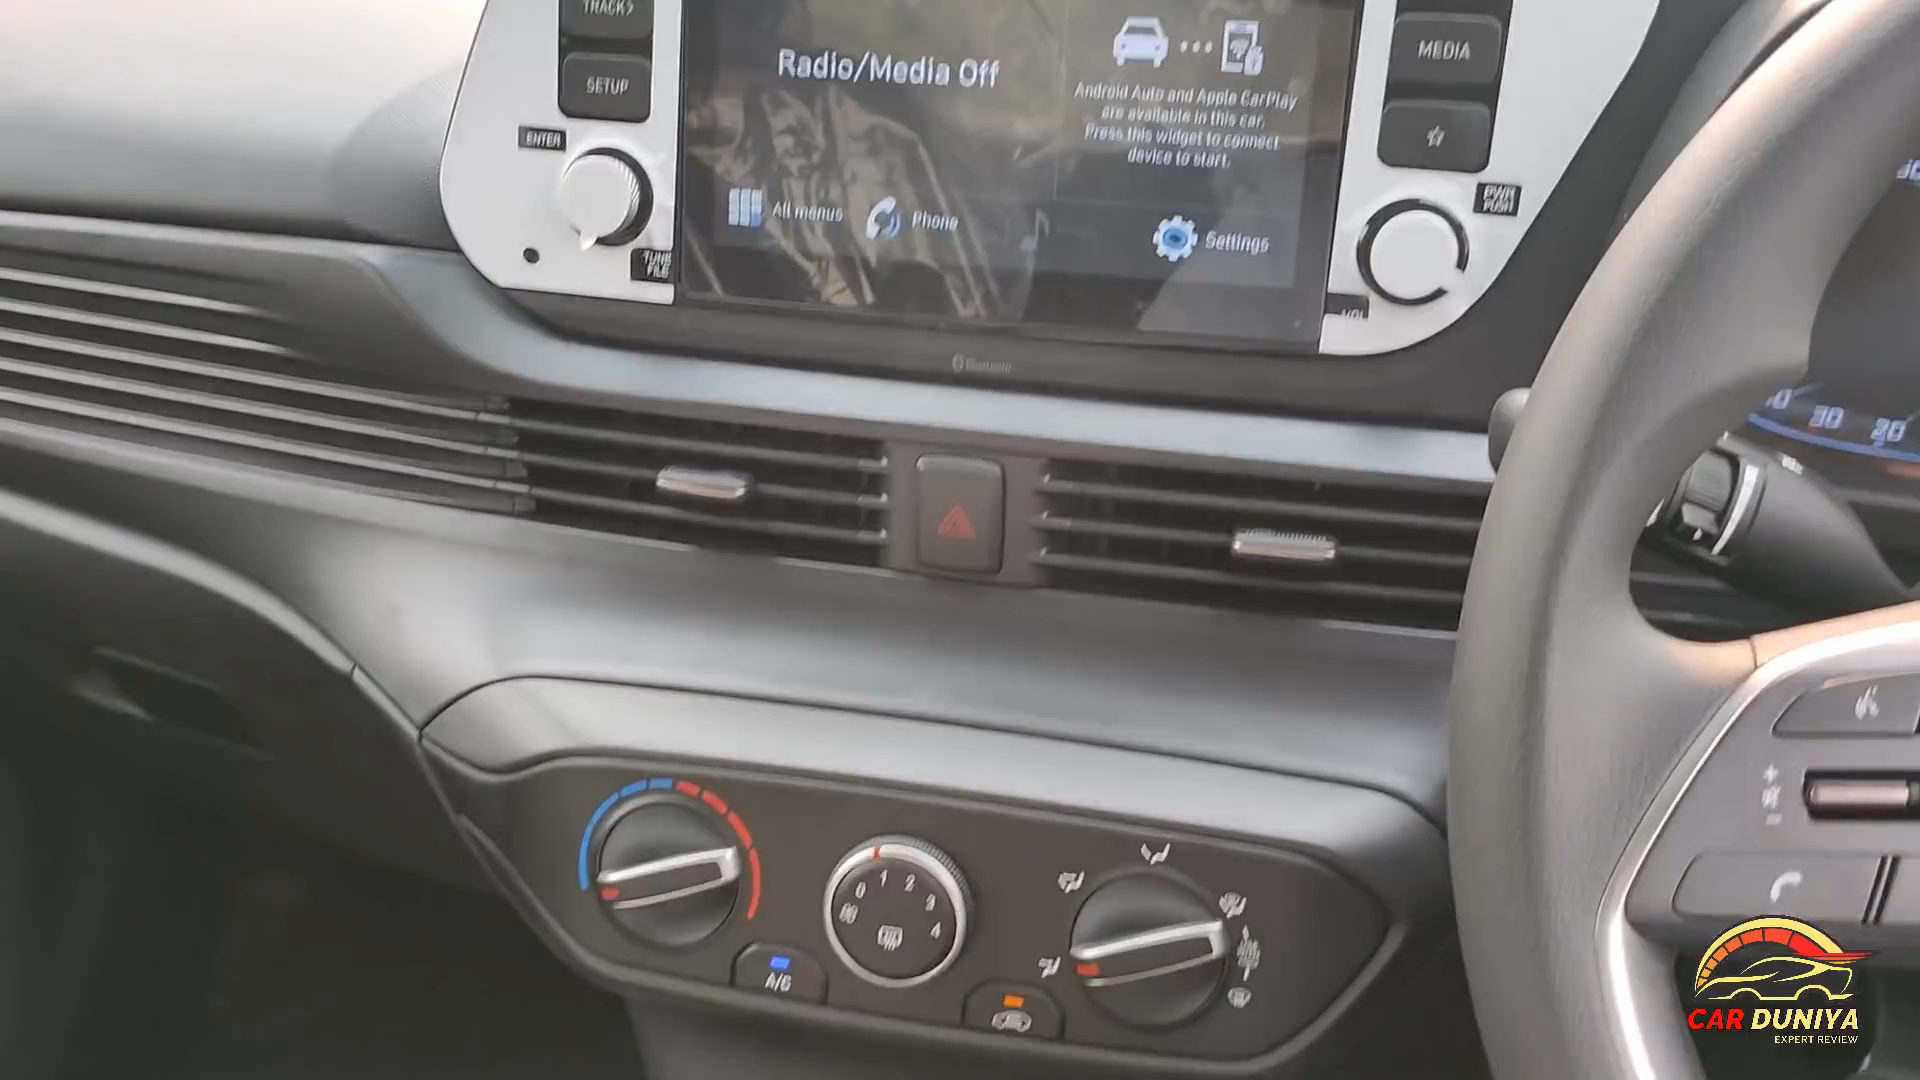 TRACK>
SETUP
ENTER
TUNE
FILE
Radio/Media Off
Android Auto and Apple CarPlay
are available in this car.
Press this widget to connect
device to start.
All menus
Phone
Settings
MEDIA
PWR
PUSH
VOL
Bluetooth
30
20
0
1
2
3
4
A/C
CAR DUNIYA
EXPERT REVIEW